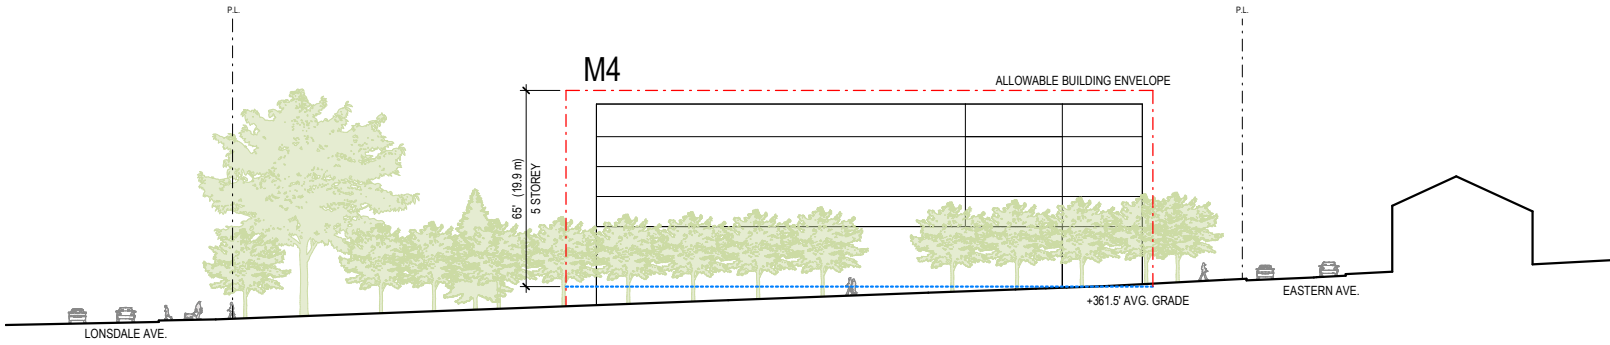 P.L.
P.L.
M4
ALLOWABLE BUILDING ENVELOPE
65' (19.9 m)
5 STOREY
+361.5' AVG. GRADE
EASTERN AVE.
LONSDALE AVE.